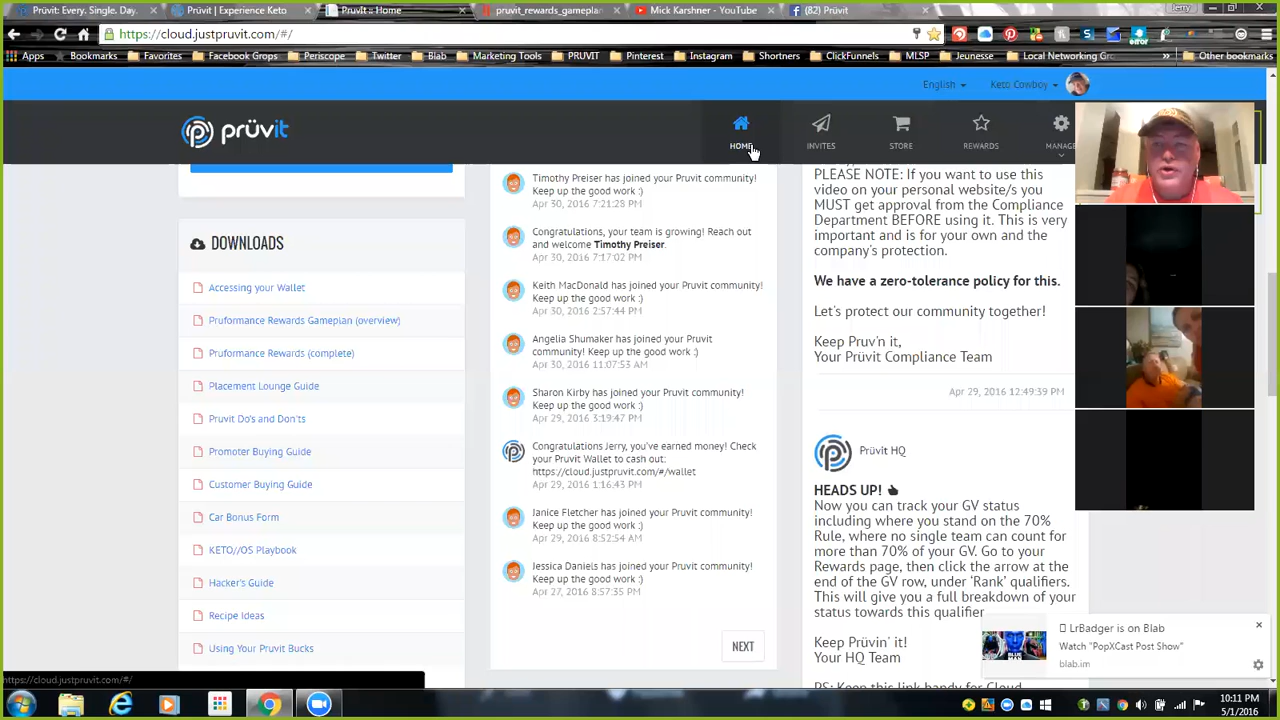 Prüvit: Every. Single. Day.
Prüvit | Experience Keto
Prüvit :: Home
pruvit_rewards_gameplan
Mick Karshner - YouTube
(82) Prüvit
Jerry
https://cloud.justpruvit.com/#/
Apps
Bookmarks
Favorites
Facebook Grops
Periscope
Twitter
Blab
Marketing Tools
PRUVIT
Pinterest
Instagram
Shortners
ClickFunnels
MLSP
Jeunesse
Local Networking Gr
»
Other bookmarks
error
English
Keto Cowboy
prüvit
HOME
INVITES
STORE
REWARDS
MANAGE
DOWNLOADS
Accessing your Wallet
Pruformance Rewards Gameplan (overview)
Pruformance Rewards (complete)
Placement Lounge Guide
Pruvit Do's and Don'ts
Promoter Buying Guide
Customer Buying Guide
Car Bonus Form
KETO//OS Playbook
Hacker's Guide
Recipe Ideas
Using Your Pruvit Bucks
https://cloud.justpruvit.com/#/
Timothy Preiser has joined your Pruvit community!
Keep up the good work :)
Apr 30, 2016 7:21:28 PM
Congratulations, your team is growing! Reach out
and welcome Timothy Preiser.
Apr 30, 2016 7:17:02 PM
Keith MacDonald has joined your Pruvit community!
Keep up the good work :)
Apr 30, 2016 2:57:44 PM
Angelia Shumaker has joined your Pruvit
community! Keep up the good work :)
Apr 30, 2016 11:07:53 AM
Sharon Kirby has joined your Pruvit community!
Keep up the good work :)
Apr 29, 2016 3:19:47 PM
Congratulations Jerry, you've earned money! Check
your Pruvit Wallet to cash out:
https://cloud.justpruvit.com/#/wallet
Apr 29, 2016 1:16:43 PM
Janice Fletcher has joined your Pruvit community!
Keep up the good work :)
Apr 29, 2016 8:52:54 AM
Jessica Daniels has joined your Pruvit community!
Keep up the good work :)
Apr 27, 2016 8:57:35 PM
NEXT
PLEASE NOTE: If you want to use this
video on your personal website/s you
MUST get approval from the Compliance
Department BEFORE using it. This is very
important and is for your own and the
company's protection.
We have a zero-tolerance policy for this.
Let's protect our community together!
Keep Pruv'n it,
Your Prüvit Compliance Team
Apr 29, 2016 12:49:39 PM
Prüvit HQ
HEADS UP!
Now you can track your GV status
including where you stand on the 70%
Rule, where no single team can count for
more than 70% of your GV. Go to your
Rewards page, then click the arrow at the
end of the GV row, under 'Rank' qualifiers.
This will give you a full breakdown of your
status towards this qualifier
Keep Prüvin' it!
Your HQ Team
PS: Keep this link handy for Cloud
LrBadger is on Blab
Watch "PopXCast Post Show"
blab.im
10:11 PM
5/1/2016